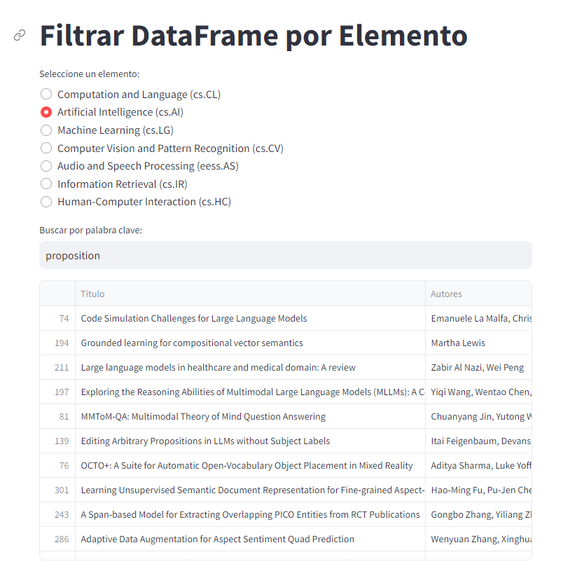 Filtrar DataFrame por Elemento
Seleccione un elemento:
Computation and Language (cs.CL)
Artificial Intelligence (cs.AI)
Machine Learning (cs.LG)
Computer Vision and Pattern Recognition (cs.CV)
Audio and Speech Processing (eess.AS)
Information Retrieval (cs.IR)
Human-Computer Interaction (cs.HC)
Buscar por palabra clave:
proposition
Titulo Autores
74 Code Simulation Challenges for Large Language Models Emanuele La Malfa, Chris
194 Grounded learning for compositional vector semantics Martha Lewis
211 Large language models in healthcare and medical domain: A review Zabir Al Nazi, Wei Peng
197 Exploring the Reasoning Abilities of Multimodal Large Language Models (MLLMs): A C Yiqi Wang, Wentao Chen,
81 MMToM-QA: Multimodal Theory of Mind Question Answering Chuanyang Jin, Yutong W
139 Editing Arbitrary Propositions in LLMs without Subject Labels Itai Feigenbaum, Devans
76 OCTO+: A Suite for Automatic Open-Vocabulary Object Placement in Mixed Reality Aditya Sharma, Luke Yoff
301 Learning Unsupervised Semantic Document Representation for Fine-grained Aspect- Hao-Ming Fu, Pu-Jen Che
243 A Span-based Model for Extracting Overlapping PICO Entities from RCT Publications Gongbo Zhang, Yiliang Z
286 Adaptive Data Augmentation for Aspect Sentiment Quad Prediction Wenyuan Zhang, Xinghua